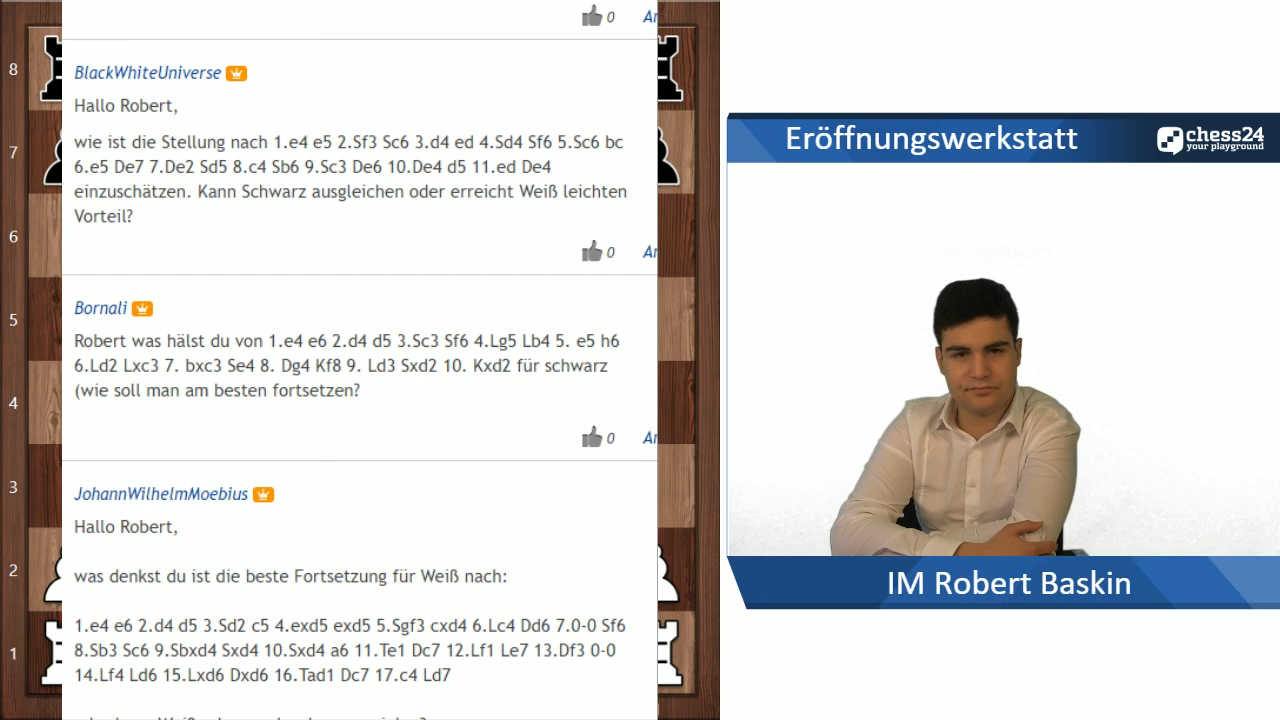 0 A
BlackWhiteUniverse
Hallo Robert,
wie ist die Stellung nach 1.e4 e5 2.Sf3 Sc6 3.d4 ed 4.Sd4 Sf6 5.Sc6 bc
6.e5 De7 7.De2 Sd5 8.c4 Sb6 9.Sc3 De6 10.De4 d5 11.ed De4
einzuschätzen. Kann Schwarz ausgleichen oder erreicht Weiß leichten
Vorteil?
0 A
Bornali
Robert was hälst du von 1.e4 e6 2.d4 d5 3.Sc3 Sf6 4.Lg5 Lb4 5. e5 h6
6.Ld2 Lxc3 7. bxc3 Se4 8. Dg4 Kf8 9. Ld3 Sxd2 10. Kxd2 für schwarz
(wie soll man am besten fortsetzen?
0 A
JohannWilhelmMoebius
Hallo Robert,
was denkst du ist die beste Fortsetzung für Weiß nach:
1.e4 e6 2.d4 d5 3.Sd2 c5 4.exd5 exd5 5.Sgf3 cxd4 6.Lc4 Dd6 7.0-0 Sf6
8.Sb3 Sc6 9.Sbxd4 Sxd4 10.Sxd4 a6 11.Te1 Dc7 12.Lf1 Le7 13.Df3 0-0
14.Lf4 Ld6 15.Lxd6 Dxd6 16.Tad1 Dc7 17.c4 Ld7
8
7
6
5
4
3
2
1
Eröffnungswerkstatt
chess24
your playground
IM Robert Baskin